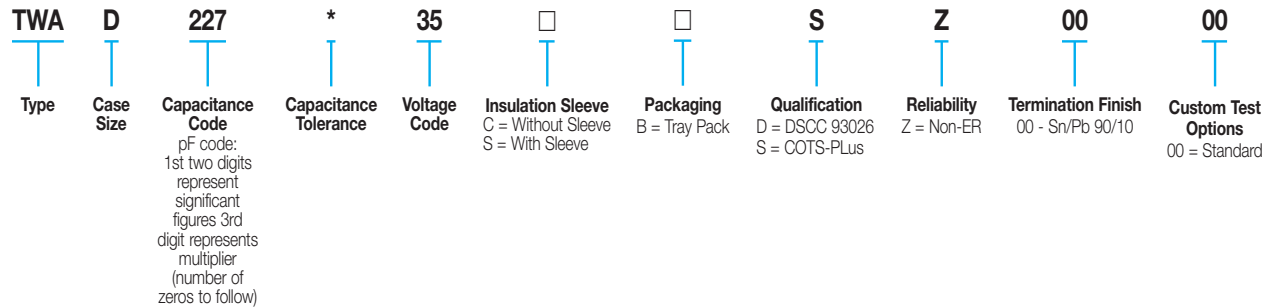 TWA D 227 * 35 □ □ S Z 00 00
Type
Case
Size
Capacitance
Code
pF code:
1st two digits
represent
significant
figures 3rd
digit represents
multiplier
(number of
zeros to follow)
Capacitance
Tolerance
Voltage
Code
Insulation Sleeve
C = Without Sleeve
S = With Sleeve
Packaging
B = Tray Pack
Qualification
D = DSCC 93026
S = COTS-PLus
Reliability
Z = Non-ER
Termination Finish
00 - Sn/Pb 90/10
Custom Test
Options
00 = Standard